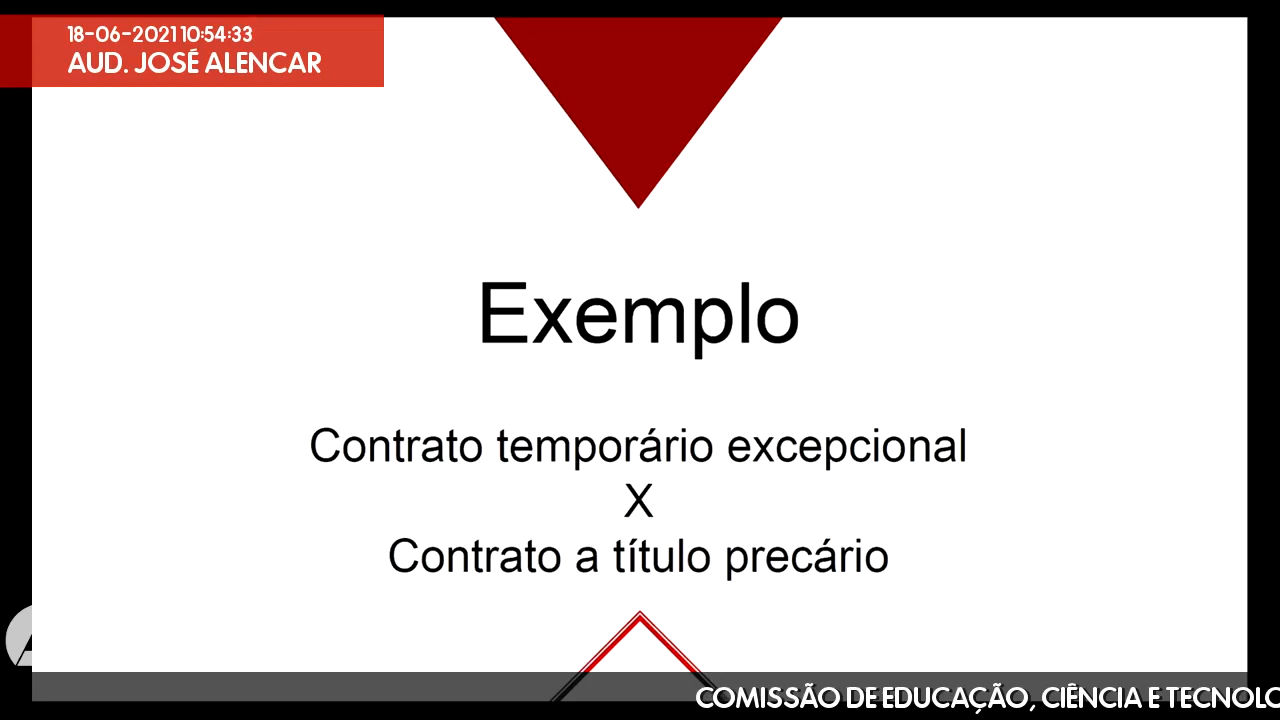 18-06-2021 10:54:33
AUD. JOSÉ ALENCAR
Exemplo
Contrato temporário excepcional
X
Contrato a título precário
COMISSÃO DE EDUCAÇÃO, CIÊNCIA E